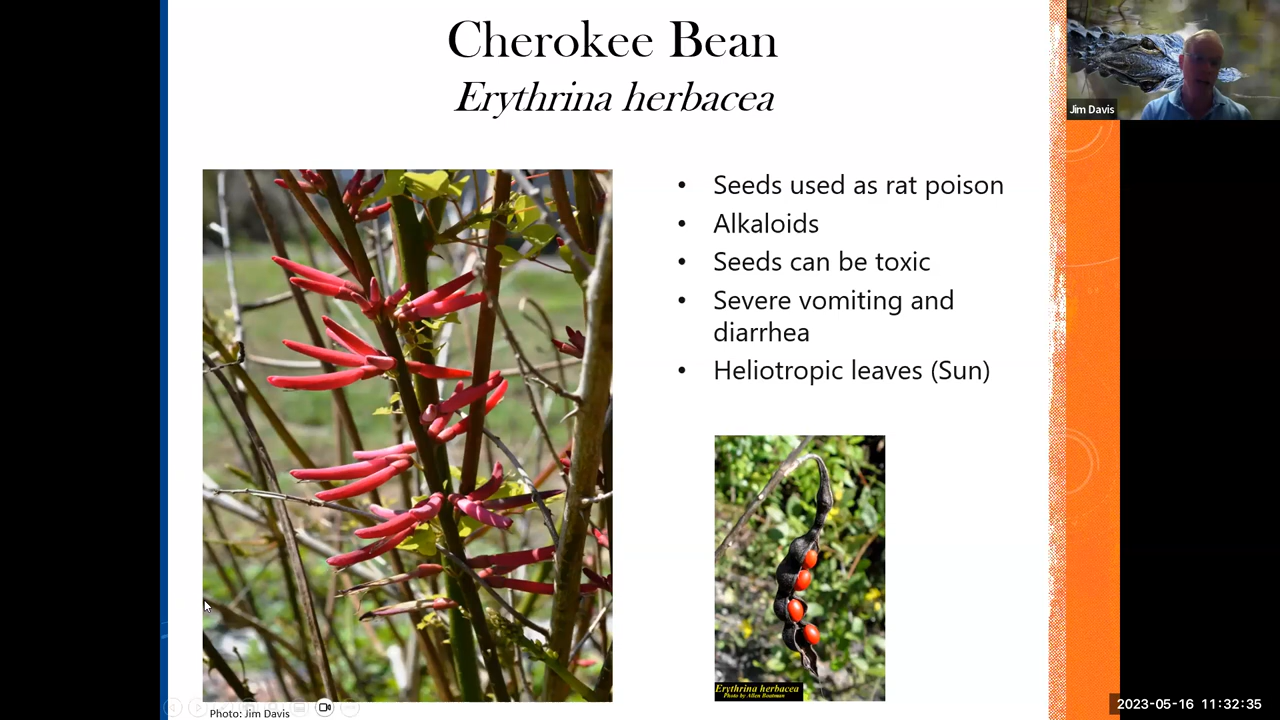 Cherokee Bean
Erythrina herbacea
Jim Davis
• Seeds used as rat poison
• Alkaloids
• Seeds can be toxic
• Severe vomiting and
diarrhea
• Heliotropic leaves (Sun)
Erythrina herbacea
Photo by Allen Boatman
Photo: Jim Davis
2023-05-16 11:32:35